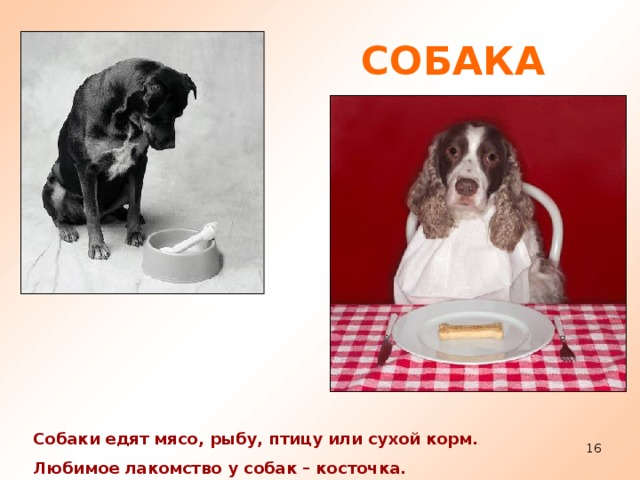 СОБАКА
Собаки едят мясо, рыбу, птицу или сухой корм.
Любимое лакомство у собак – косточка.
16